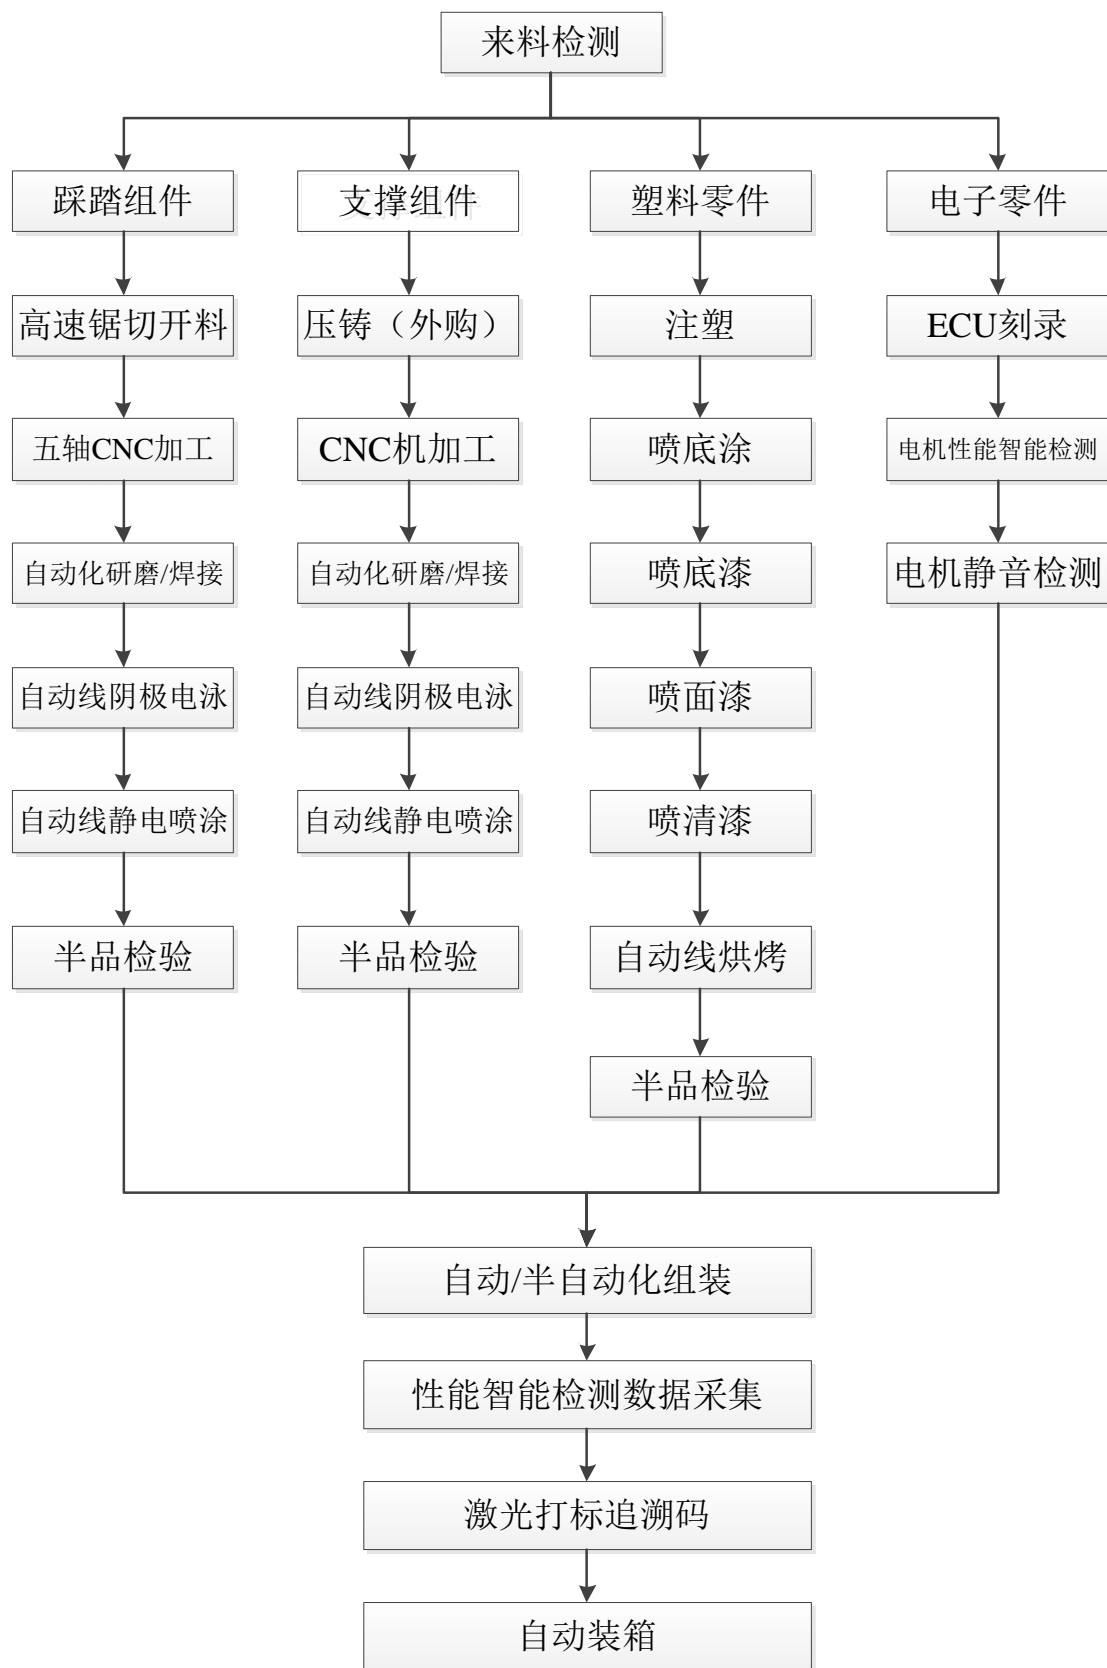 来料检测
踩踏组件
支撑组件
塑料零件
电子零件
高速锯切开料
压铸（外购）
注塑
ECU刻录
五轴CNC加工
CNC机加工
喷底涂
电机性能智能检测
自动化研磨/焊接
自动化研磨/焊接
喷底漆
电机静音检测
自动线阴极电泳
自动线阴极电泳
喷面漆
自动线静电喷涂
自动线静电喷涂
喷清漆
半品检验
半品检验
自动线烘烤
半品检验
自动/半自动化组装
性能智能检测数据采集
激光打标追溯码
自动装箱